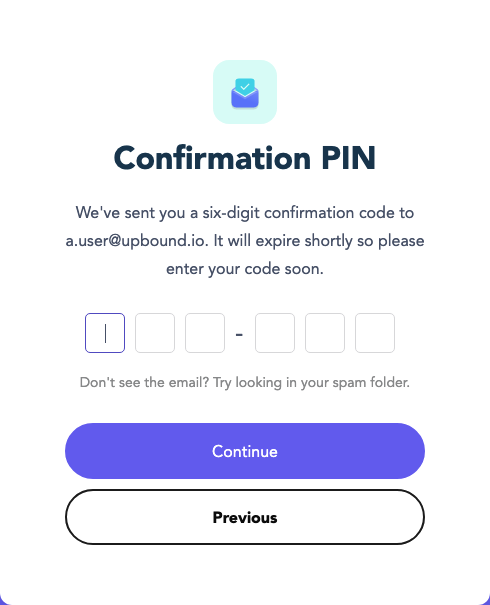 Confirmation PIN
We've sent you a six-digit confirmation code to
a.user@upbound.io. It will expire shortly so please
enter your code soon.
-
Don't see the email? Try looking in your spam folder.
Continue
Previous